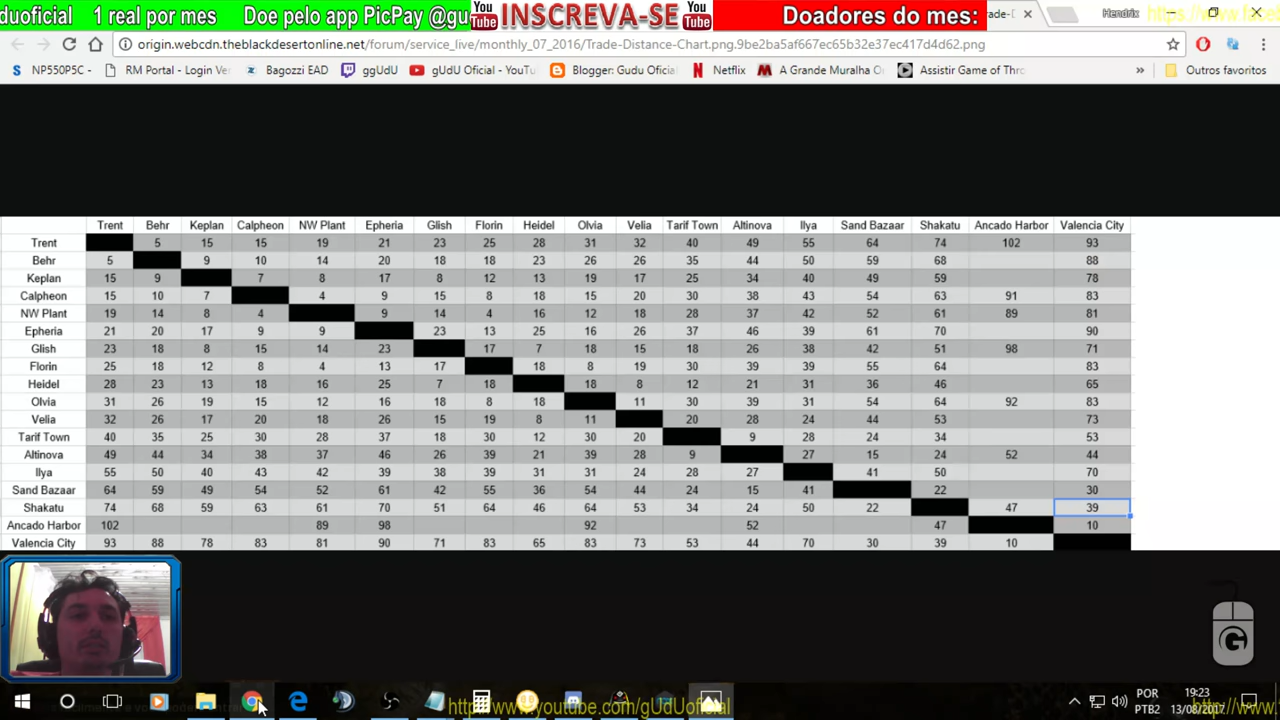 duoficial 1 real por mes Doe pelo app PicPay @gu You Tube INSCREVA-SE You Tube Doadores do mes: Hendrix
origin.webcdn.theblackdesertonline.net/forum/service_live/monthly_07_2016/Trade-Distance-Chart.png.9be2ba5af667ec65b32e37ec417d4d62.png
NP550P5C - RM Portal - Login Ve Bagozzi EAD ggUdU gUdU Oficial - YouTu Blogger: Gudu Oficial Netflix A Grande Muralha O Assistir Game of Thro » Outros favoritos
Trent Behr Keplan Calpheon NW Plant Epheria Glish Florin Heidel Olvia Velia Tarif Town Altinova Ilya Sand Bazaar Shakatu Ancado Harbor Valencia City
Trent 5 15 15 19 21 23 25 28 31 32 40 49 55 64 74 102 93
Behr 5 9 10 14 20 18 18 23 26 26 35 44 50 59 68 88
Keplan 15 9 7 8 17 8 12 13 19 17 25 34 40 49 59 78
Calpheon 15 10 7 4 9 15 8 18 15 20 30 38 43 54 63 91 83
NW Plant 19 14 8 4 9 14 4 16 12 18 28 37 42 52 61 89 81
Epheria 21 20 17 9 9 23 13 25 16 26 37 46 39 61 70 90
Glish 23 18 8 15 14 23 17 7 18 15 18 26 38 42 51 98 71
Florin 25 18 12 8 4 13 17 18 8 19 30 39 39 55 64 83
Heidel 28 23 13 18 16 25 7 18 18 8 12 21 31 36 46 65
Olvia 31 26 19 15 12 16 18 8 18 11 30 39 31 54 64 92 83
Velia 32 26 17 20 18 26 15 19 8 11 20 28 24 44 53 73
Tarif Town 40 35 25 30 28 37 18 30 12 30 20 9 28 24 34 53
Altinova 49 44 34 38 37 46 26 39 21 39 28 9 27 15 24 52 44
Ilya 55 50 40 43 42 39 38 39 31 31 24 28 27 41 50 70
Sand Bazaar 64 59 49 54 52 61 42 55 36 54 44 24 15 41 22 30
Shakatu 74 68 59 63 61 70 51 64 46 64 53 34 24 50 22 47 39
Ancado Harbor 102 89 98 92 52 47 10
Valencia City 93 88 78 83 81 90 71 83 65 83 73 53 44 70 30 39 10
G
http://www.youtube.com/gUdUoficial
POR
PTB2
19:23
13/08/2017